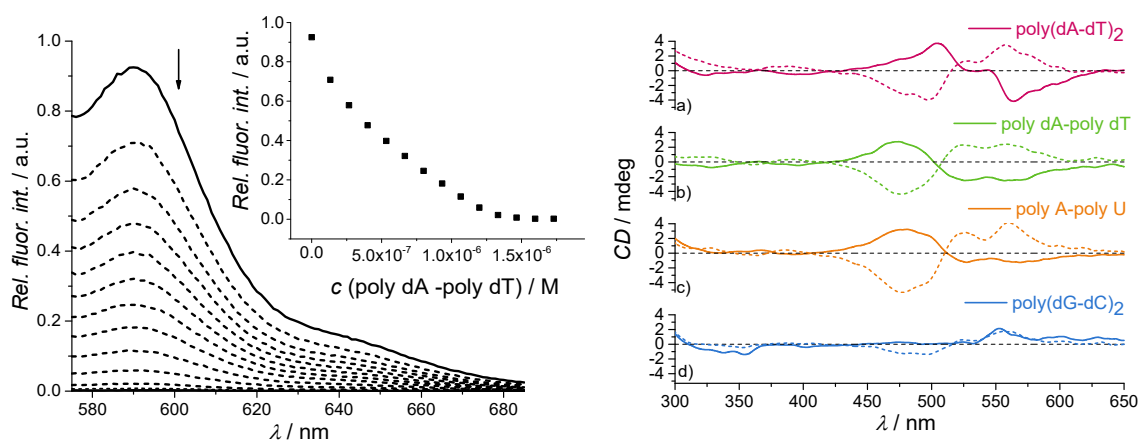 Rel. fluor. int. / a.u.
1.0
0.8
0.6
0.4
0.2
0.0
580 600 620 640 660 680
λ / nm
Rel. fluor. int. / a.u.
1.0
0.8
0.6
0.4
0.2
0.0
0.0 5.0x10⁻⁷ 1.0x10⁻⁶ 1.5x10⁻⁶
c (poly dA -poly dT) / M
CD / mdeg
poly(dA-dT)₂
4
2
0
-2
-4
a)
poly dA-poly dT
4
2
0
-2
-4
b)
poly A-poly U
4
2
0
-2
-4
c)
poly(dG-dC)₂
4
2
0
-2
-4
d)
300 350 400 450 500 550 600 650
λ / nm